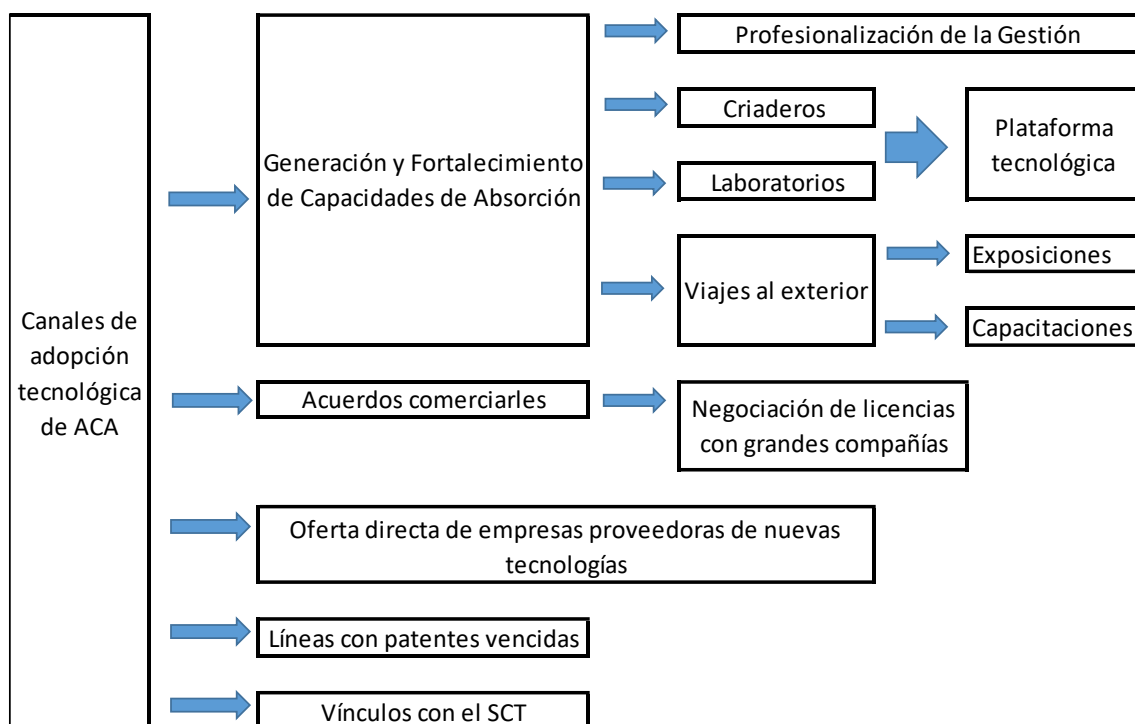 Canales de
adopción
tecnológica
de ACA
Generación y Fortalecimiento
de Capacidades de Absorción
Profesionalización de la Gestión
Criaderos
Laboratorios
Plataforma
tecnológica
Viajes al exterior
Exposiciones
Capacitaciones
Acuerdos comerciarles
Negociación de licencias
con grandes compañías
Oferta directa de empresas proveedoras de nuevas
tecnologías
Líneas con patentes vencidas
Vínculos con el SCT